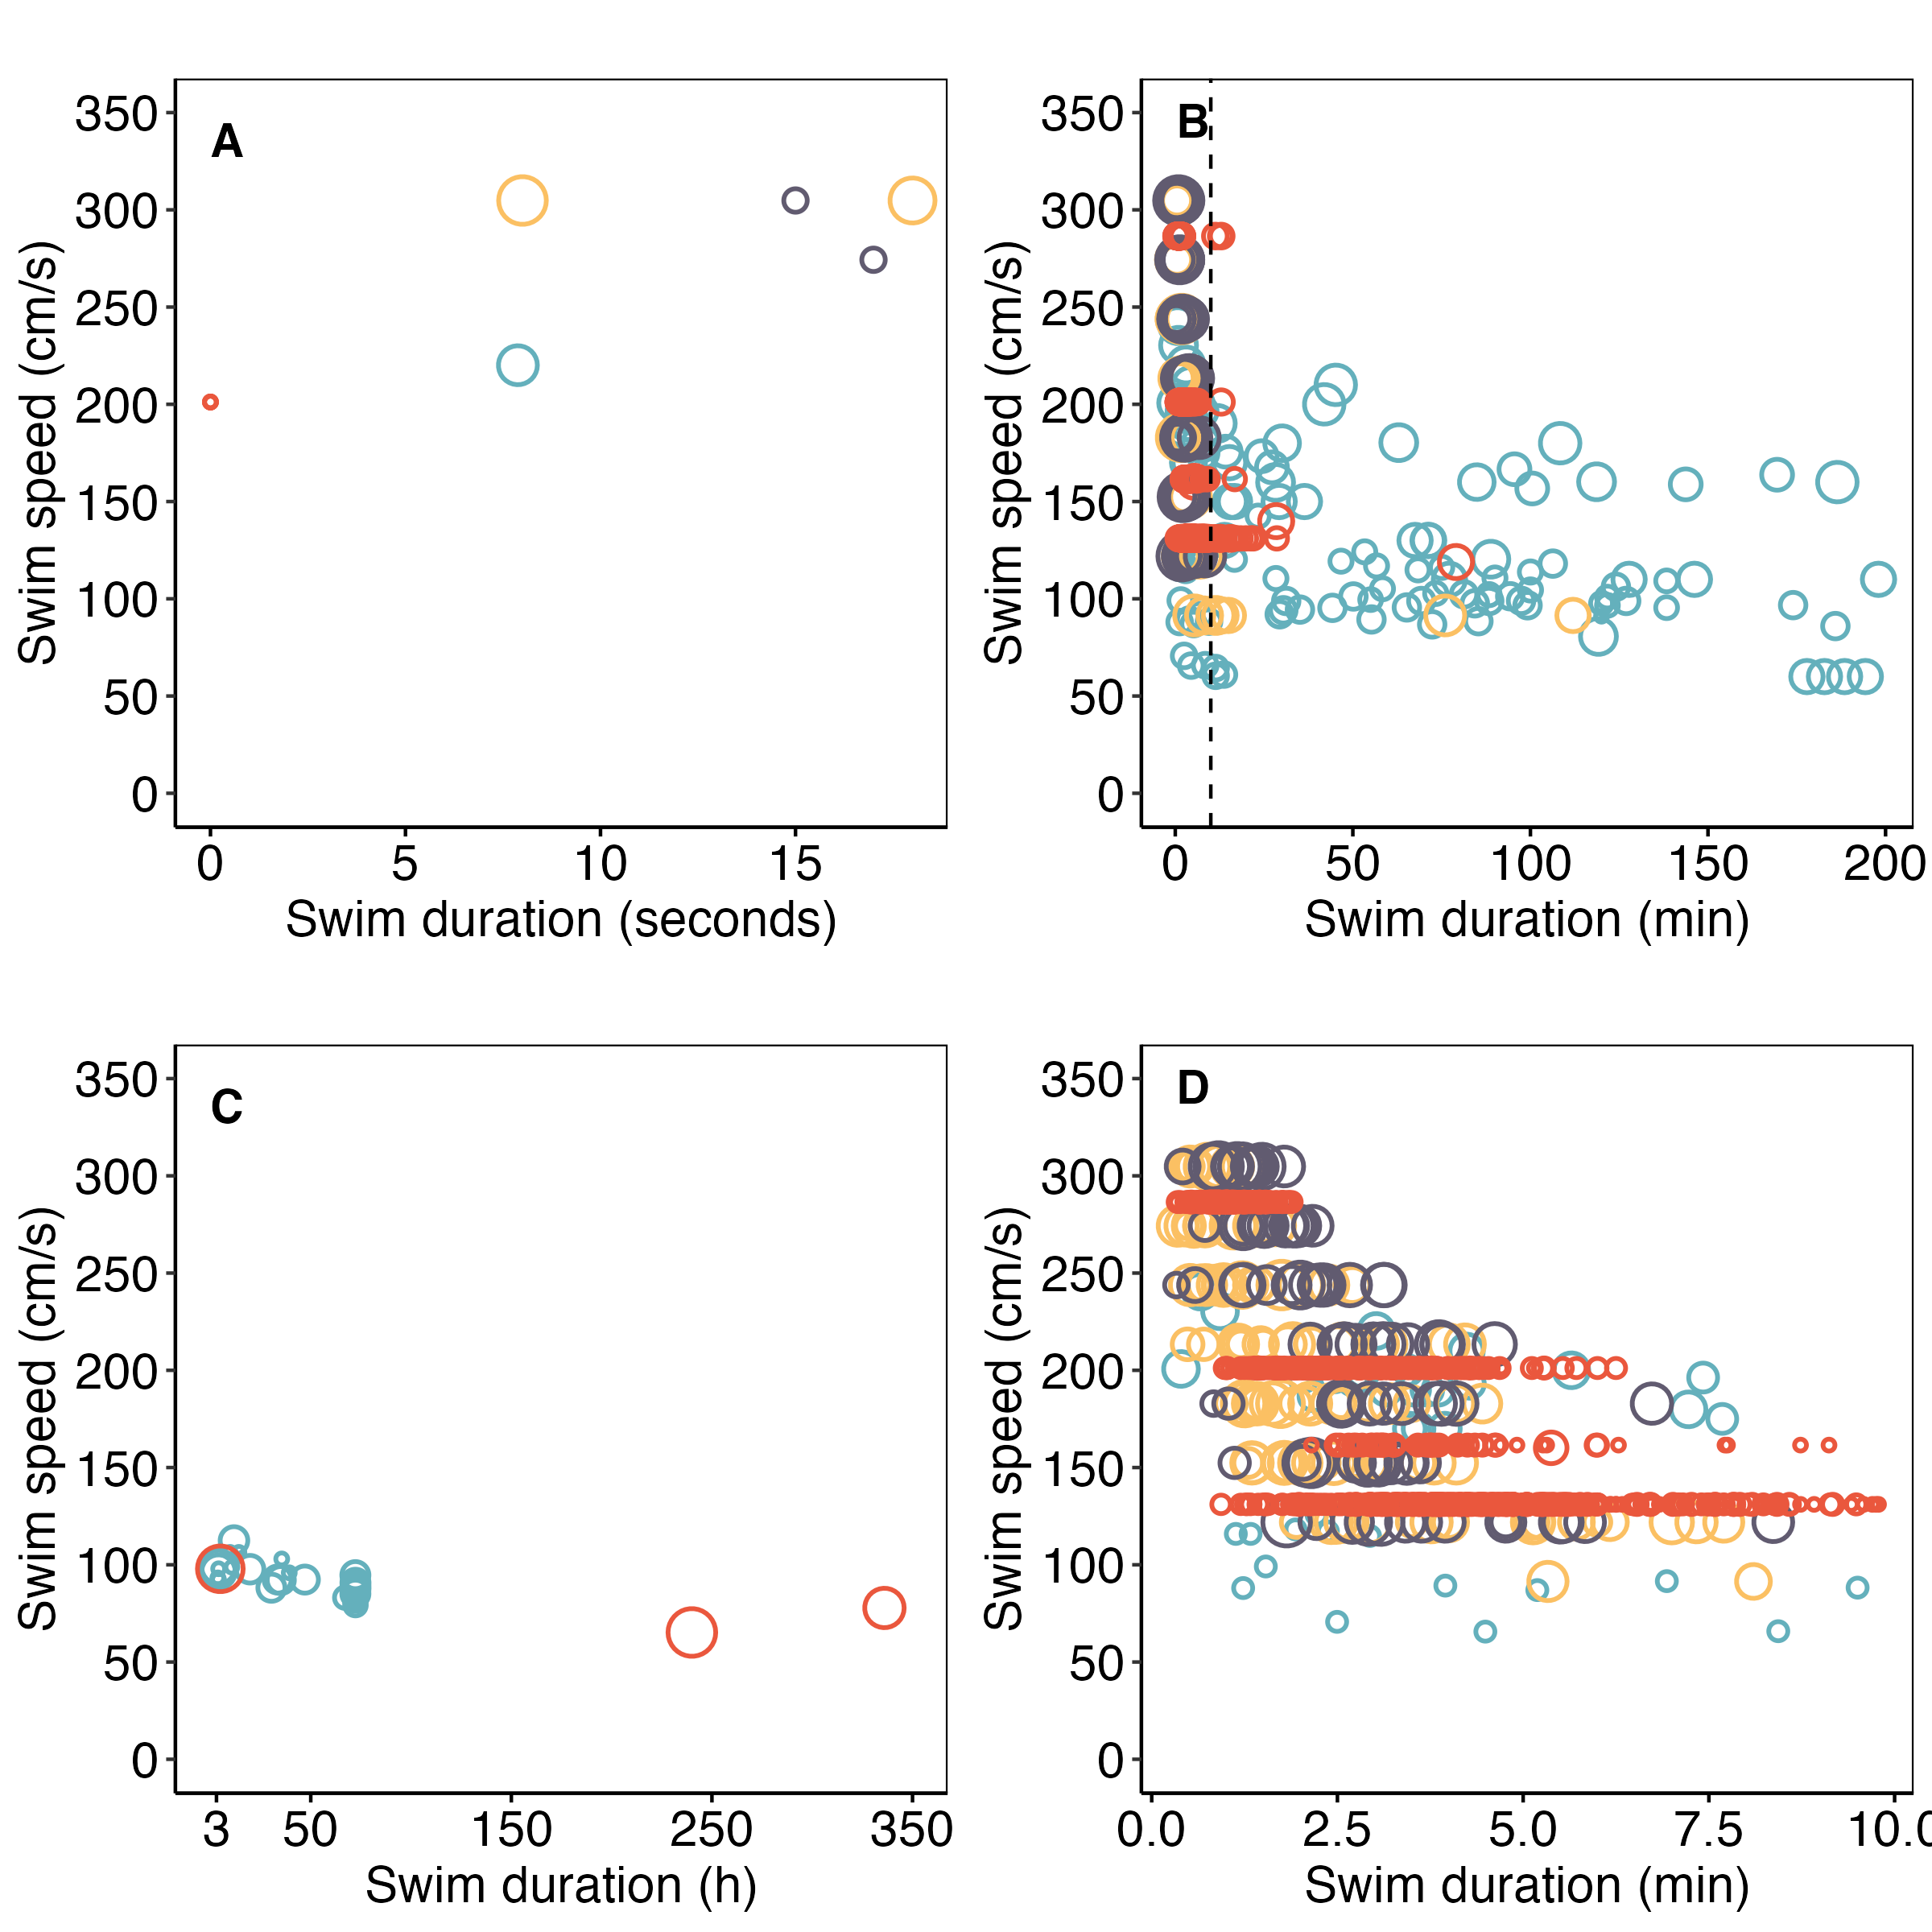 A
350
300
250
200
150
100
50
0
Swim speed (cm/s)
0 5 10 15
Swim duration (seconds)
B
350
300
250
200
150
100
50
0
Swim speed (cm/s)
0 50 100 150 200
Swim duration (min)
C
350
300
250
200
150
100
50
0
Swim speed (cm/s)
3 50 150 250 350
Swim duration (h)
D
350
300
250
200
150
100
50
0
Swim speed (cm/s)
0.0 2.5 5.0 7.5 10.0
Swim duration (min)